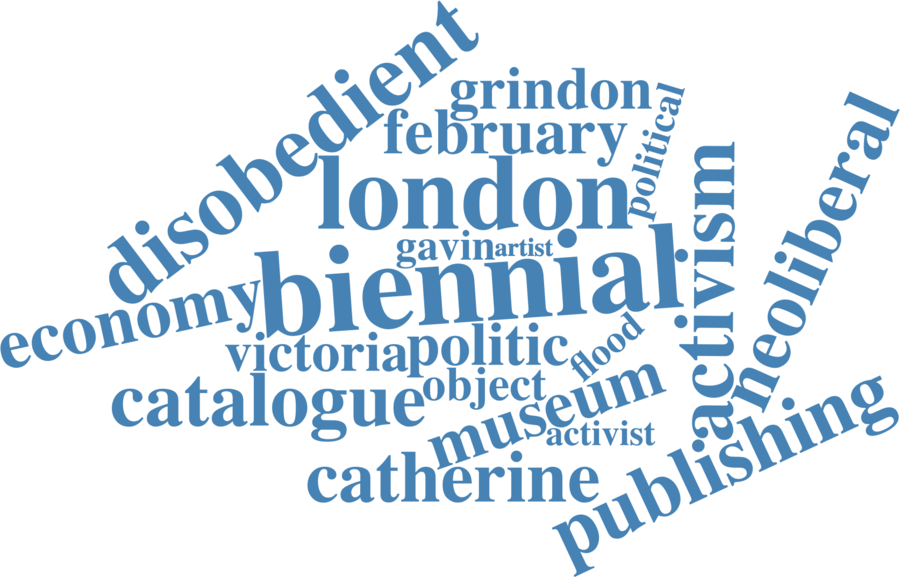 disobedient
grindon
february
political
london
gavin
artist
biennial
activism
neoliberal
economy
victoria
politic
flood
catalogue
object
museum
activist
catherine
publishing